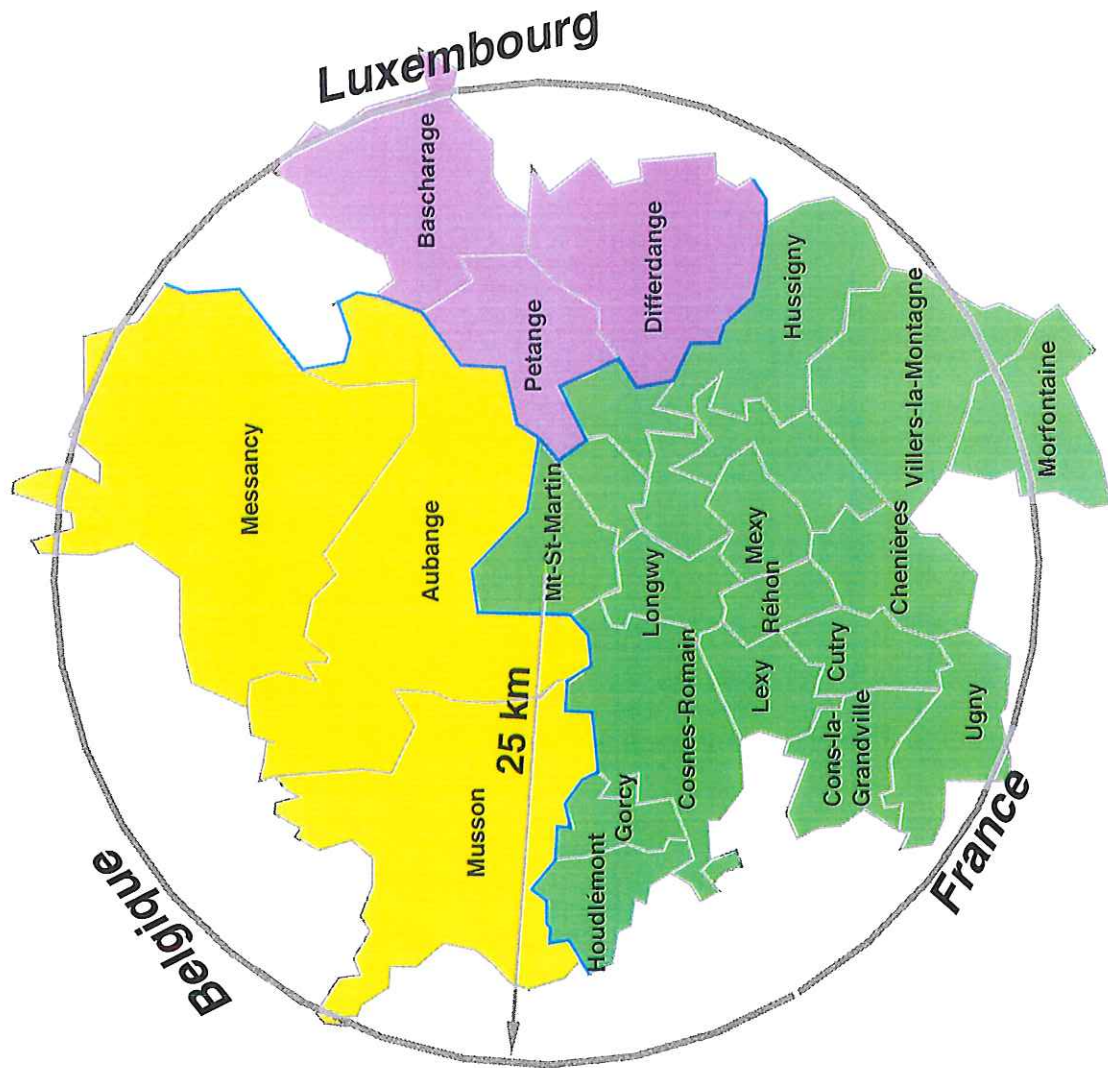 Luxembourg
Belgique
France
25 km
Bascharage
Petange
Differdange
Messancy
Aubange
Musson
Mt-St-Martin
Hussigny
Villers-la-Montagne
Morfontaine
Longwy
Mexy
Réhon
Chenières
Cosnes-Romain
Lexy
Cutry
Cons-la-
Grandville
Ugny
Gorcy
Houdlémont